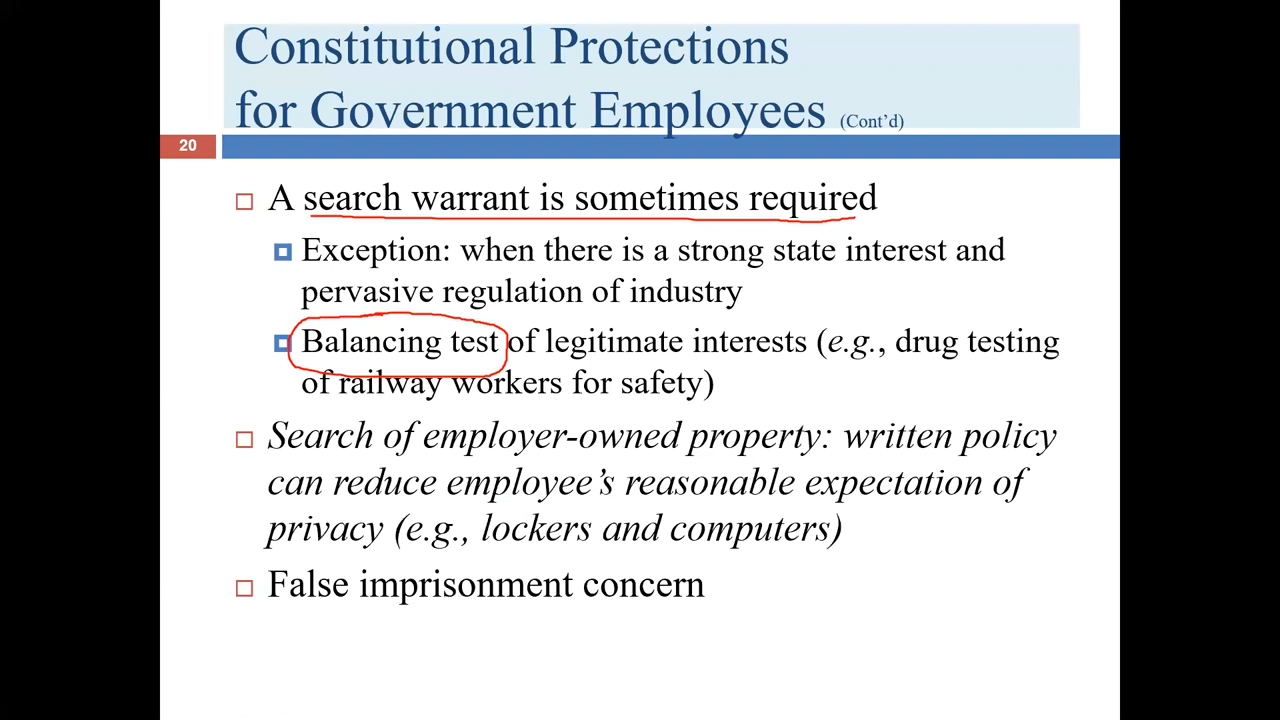 Constitutional Protections
for Government Employees (Cont’d)
20
A search warrant is sometimes required
Exception: when there is a strong state interest and
pervasive regulation of industry
Balancing test of legitimate interests (e.g., drug testing
of railway workers for safety)
Search of employer-owned property: written policy
can reduce employee’s reasonable expectation of
privacy (e.g., lockers and computers)
False imprisonment concern